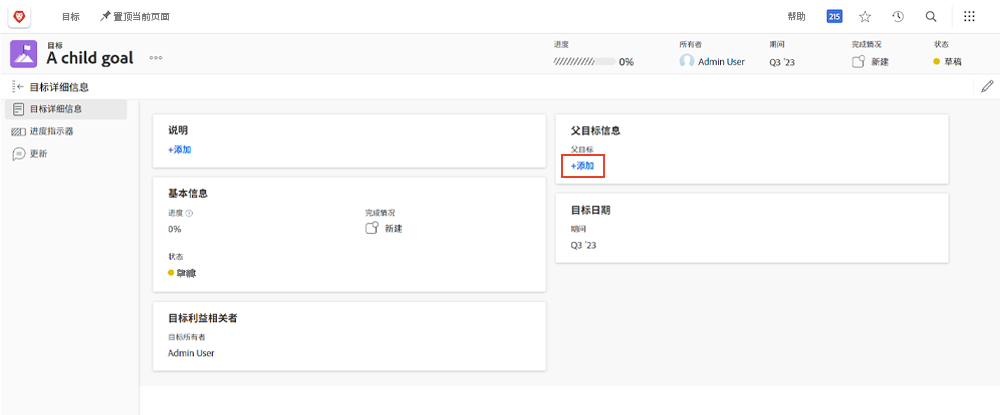 目标 置顶当前页面 帮助 215
目标
A child goal
进度 所有者 期间 完成情况 状态
0% Admin User Q3 '23 新建 草稿
目标详细信息
目标详细信息
进度指示器
更新
说明
+添加
基本信息
进度 完成情况
0% 新建
状态
目标利益相关者
目标所有者
Admin User
父目标信息
父目标
+添加
目标日期
期间
Q3 '23